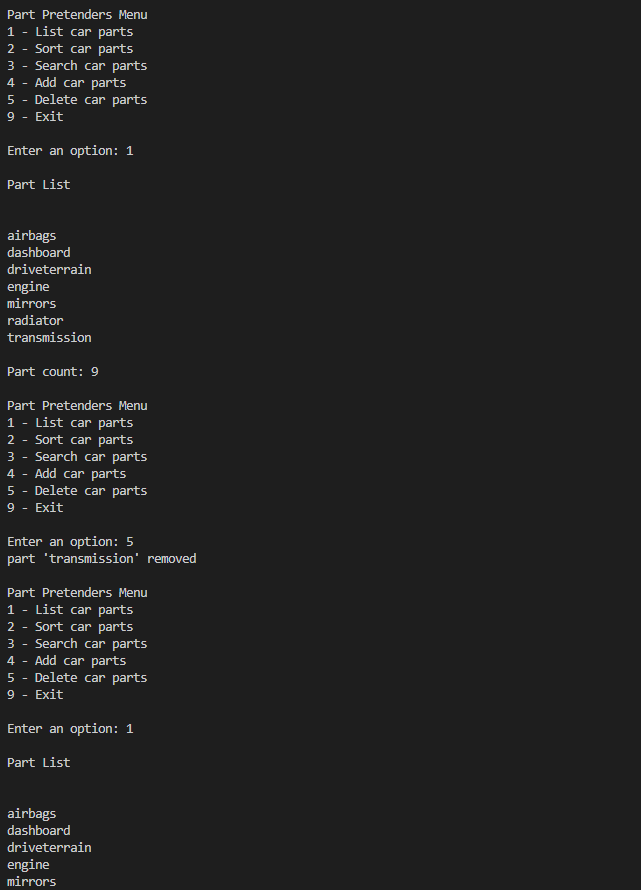 Part Pretenders Menu
1 - List car parts
2 - Sort car parts
3 - Search car parts
4 - Add car parts
5 - Delete car parts
9 - Exit
Enter an option: 1
Part List
airbags
dashboard
driveterrain
engine
mirrors
radiator
transmission
Part count: 9
Part Pretenders Menu
1 - List car parts
2 - Sort car parts
3 - Search car parts
4 - Add car parts
5 - Delete car parts
9 - Exit
Enter an option: 5
part 'transmission' removed
Part Pretenders Menu
1 - List car parts
2 - Sort car parts
3 - Search car parts
4 - Add car parts
5 - Delete car parts
9 - Exit
Enter an option: 1
Part List
airbags
dashboard
driveterrain
engine
mirrors